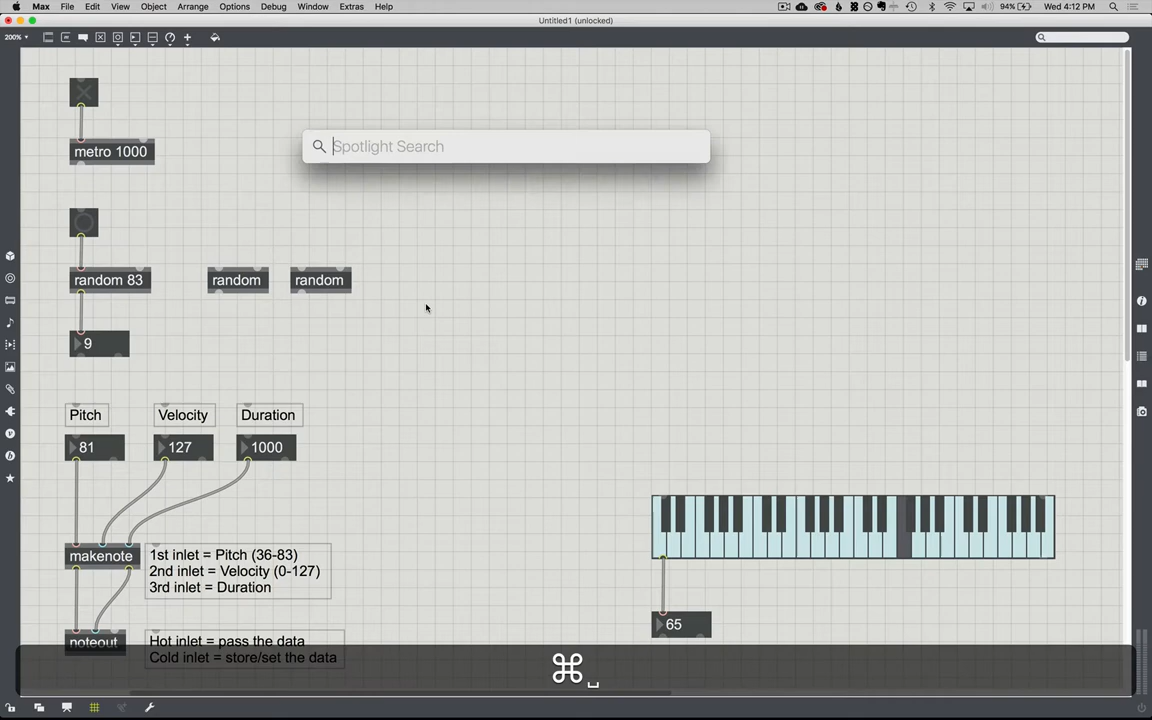 Max File Edit View Object Arrange Options Debug Window Extras Help
94% Wed 4:12 PM
Untitled1 (unlocked)
200%
metro 1000
Spotlight Search
random 83 random random
9
Pitch Velocity Duration
81 127 1000
makenote
1st inlet = Pitch (36-83)
2nd inlet = Velocity (0-127)
3rd inlet = Duration
65
noteout
Hot inlet = pass the data
Cold inlet = store/set the data
⌘␣